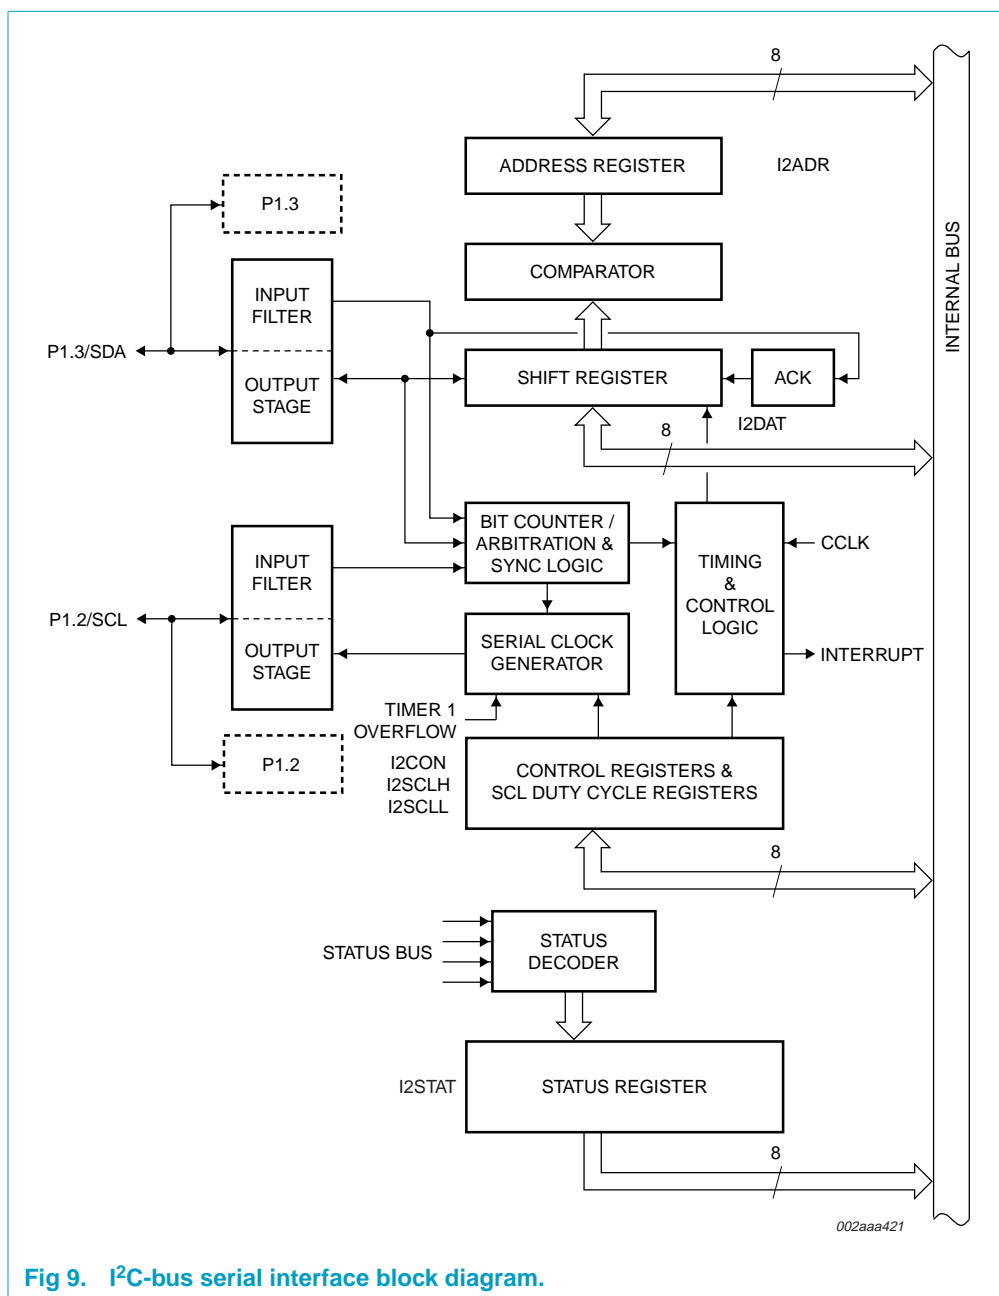 8
ADDRESS REGISTER
I2ADR
P1.3
INTERNAL BUS
COMPARATOR
INPUT
FILTER
P1.3/SDA
OUTPUT
STAGE
SHIFT REGISTER
ACK
I2DAT
8
BIT COUNTER /
ARBITRATION &
SYNC LOGIC
CCLK
INPUT
FILTER
TIMING
&
CONTROL
LOGIC
P1.2/SCL
OUTPUT
STAGE
SERIAL CLOCK
GENERATOR
INTERRUPT
TIMER 1
OVERFLOW
P1.2
I2CON
I2SCLH
I2SCLL
CONTROL REGISTERS &
SCL DUTY CYCLE REGISTERS
8
STATUS BUS
STATUS
DECODER
I2STAT
STATUS REGISTER
8
002aaa421
Fig 9. I2C-bus serial interface block diagram.